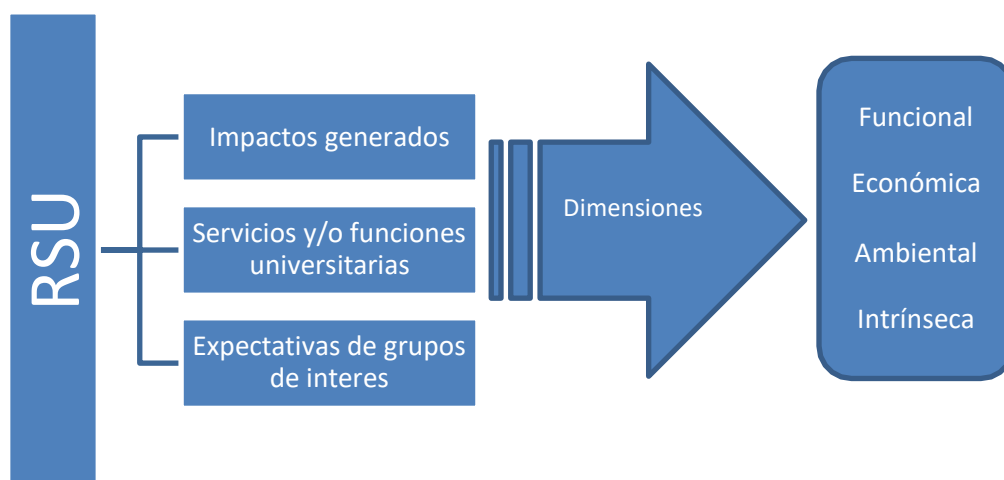 RSU
Impactos generados
Servicios y/o funciones
universitarias
Expectativas de grupos
de interes
Dimensiones
Funcional
Económica
Ambiental
Intrínseca